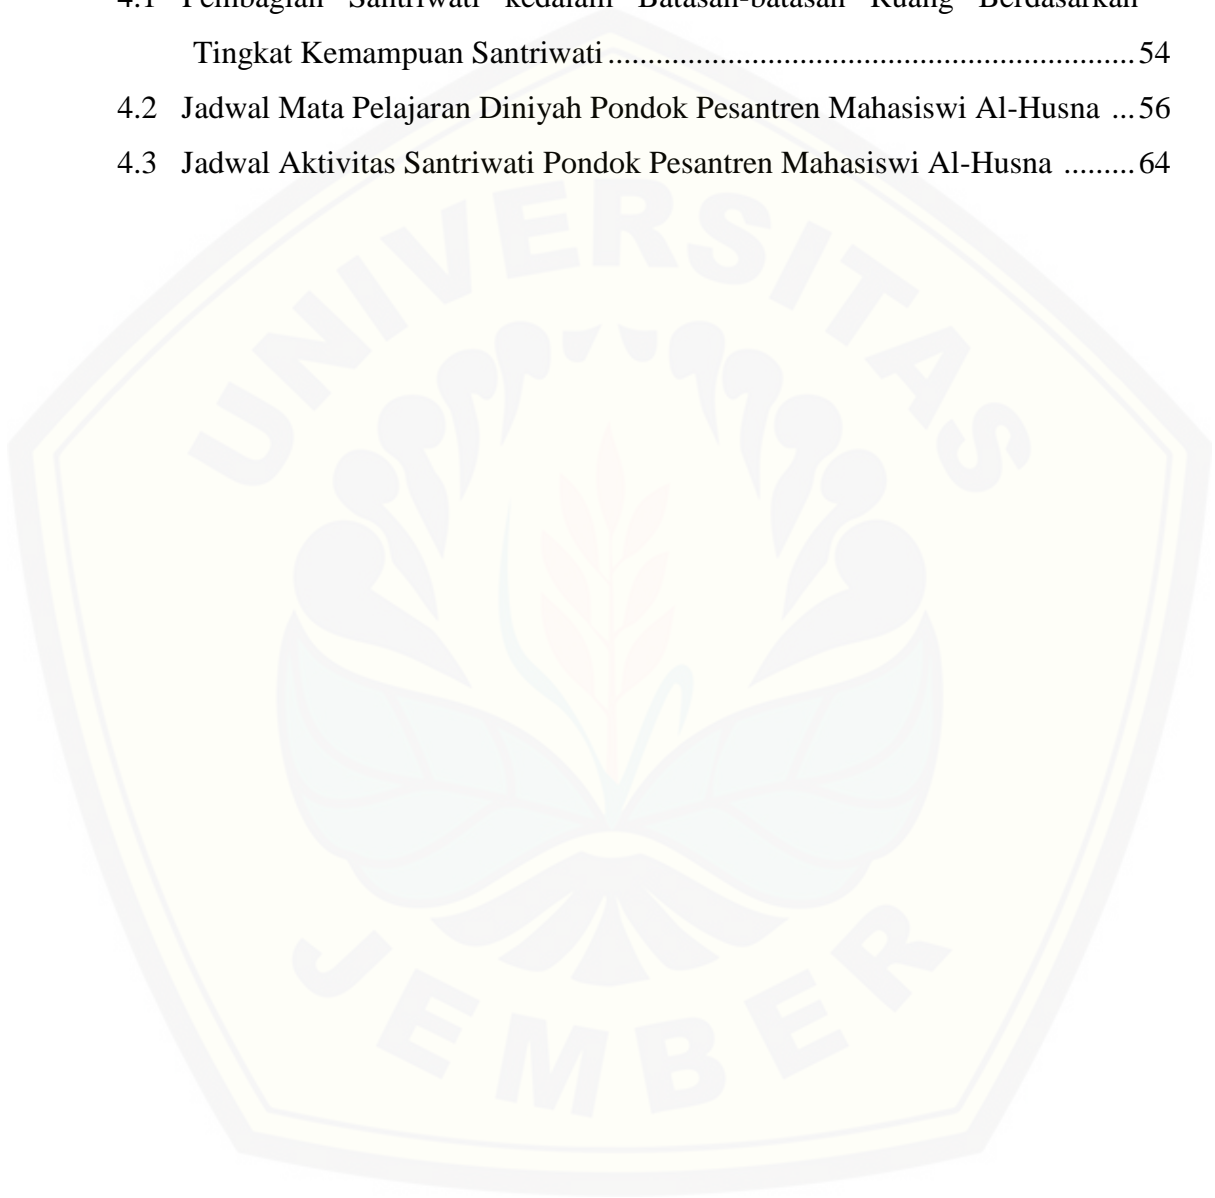 4.1 Pembagian Santriwati kedalam Batasan-batasan Ruang Berdasarkan
Tingkat Kemampuan Santriwati.................................................................54
4.2 Jadwal Mata Pelajaran Diniyah Pondok Pesantren Mahasiswi Al-Husna ...56
4.3 Jadwal Aktivitas Santriwati Pondok Pesantren Mahasiswi Al-Husna .........64
UNIVERSITAS
JEMBER